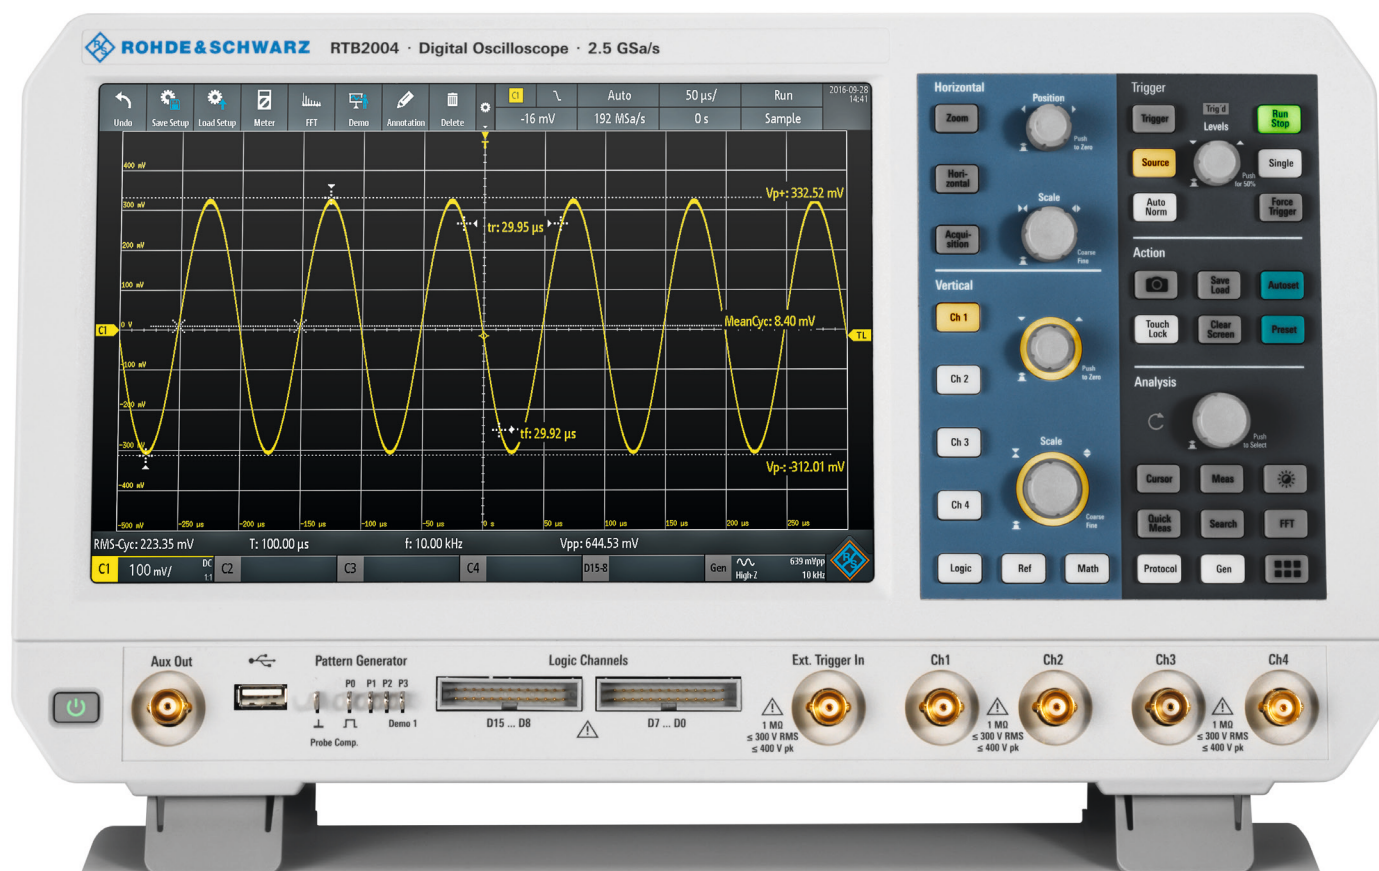 ROHDE&SCHWARZ RTB2004 · Digital Oscilloscope · 2.5 GSa/s
Undo Save Setup Load Setup Meter FFT Demo Annotation Delete
C1 Auto 50 µs/ Run
-16 mV 192 MSa/s 0 s Sample
2016-09-28
14:41
T
400 mV
Vp+: 332.52 mV
300 mV
tr: 29.95 µs
200 mV
100 mV
MeanCyc: 8.40 mV
C1 0 V TL
-100 mV
-200 mV
tf: 29.92 µs
-300 mV
Vp-: -312.01 mV
-400 mV
-500 mV -250 µs -200 µs -150 µs -100 µs -50 µs 0 s 50 µs 100 µs 150 µs 200 µs 250 µs
RMS-Cyc: 223.35 mV T: 100.00 µs f: 10.00 kHz Vpp: 644.53 mV
C1 100 mV/ DC 1:1 C2 C3 C4 D15-8 Gen High-Z 639 mVpp 10 kHz
R&S
Horizontal
Position
Zoom
Push
to Zero
Hori-
zontal
Scale
Acqui-
sition
Coarse
Fine
Vertical
Ch 1
Push
to Zero
Ch 2
Ch 3
Scale
Ch 4
Coarse
Fine
Logic Ref Math
Trigger
Trigger Trig'd Run
Stop
Levels
Source Single
Push
for 50%
Auto
Norm
Force
Trigger
Action
Save
Load
Autoset
Touch
Lock
Clear
Screen
Preset
Analysis
Push
to Select
Cursor Meas
Quick
Meas
Search FFT
Protocol Gen
Aux Out
Pattern Generator
P0 P1 P2 P3
Demo 1
Probe Comp.
Logic Channels
D15 ... D8 D7 ... D0
Ext. Trigger In Ch1 Ch2 Ch3 Ch4
1 MΩ
≤ 300 V RMS
≤ 400 V pk
1 MΩ
≤ 300 V RMS
≤ 400 V pk
1 MΩ
≤ 300 V RMS
≤ 400 V pk